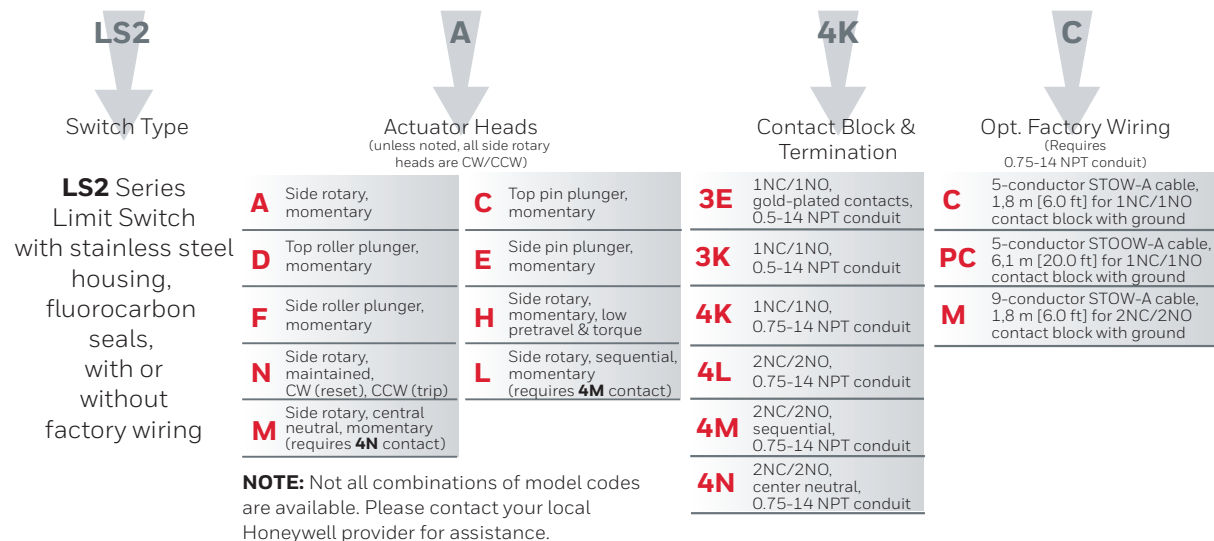 LS2
A
4K
C
Switch Type
LS2 Series
Limit Switch
with stainless steel
housing,
fluorocarbon
seals,
with or
without
factory wiring
Actuator Heads
(unless noted, all side rotary
heads are CW/CCW)
A
Side rotary,
momentary
C
Top pin plunger,
momentary
D
Top roller plunger,
momentary
E
Side pin plunger,
momentary
F
Side roller plunger,
momentary
H
Side rotary,
momentary, low
pretravel & torque
N
Side rotary,
maintained,
CW (reset), CCW (trip)
L
Side rotary, sequential,
momentary
(requires 4M contact)
M
Side rotary, central
neutral, momentary
(requires 4N contact)
NOTE: Not all combinations of model codes
are available. Please contact your local
Honeywell provider for assistance.
Contact Block &
Termination
3E
1NC/1NO,
gold-plated contacts,
0.5-14 NPT conduit
3K
1NC/1NO,
0.5-14 NPT conduit
4K
1NC/1NO,
0.75-14 NPT conduit
4L
2NC/2NO,
0.75-14 NPT conduit
4M
2NC/2NO,
sequential,
0.75-14 NPT conduit
4N
2NC/2NO,
center neutral,
0.75-14 NPT conduit
Opt. Factory Wiring
(Requires
0.75-14 NPT conduit)
C
5-conductor STOW-A cable,
1,8 m [6.0 ft] for 1NC/1NO
contact block with ground
PC
5-conductor STOOW-A cable,
6,1 m [20.0 ft] for 1NC/1NO
contact block with ground
M
9-conductor STOW-A cable,
1,8 m [6.0 ft] for 2NC/2NO
contact block with ground